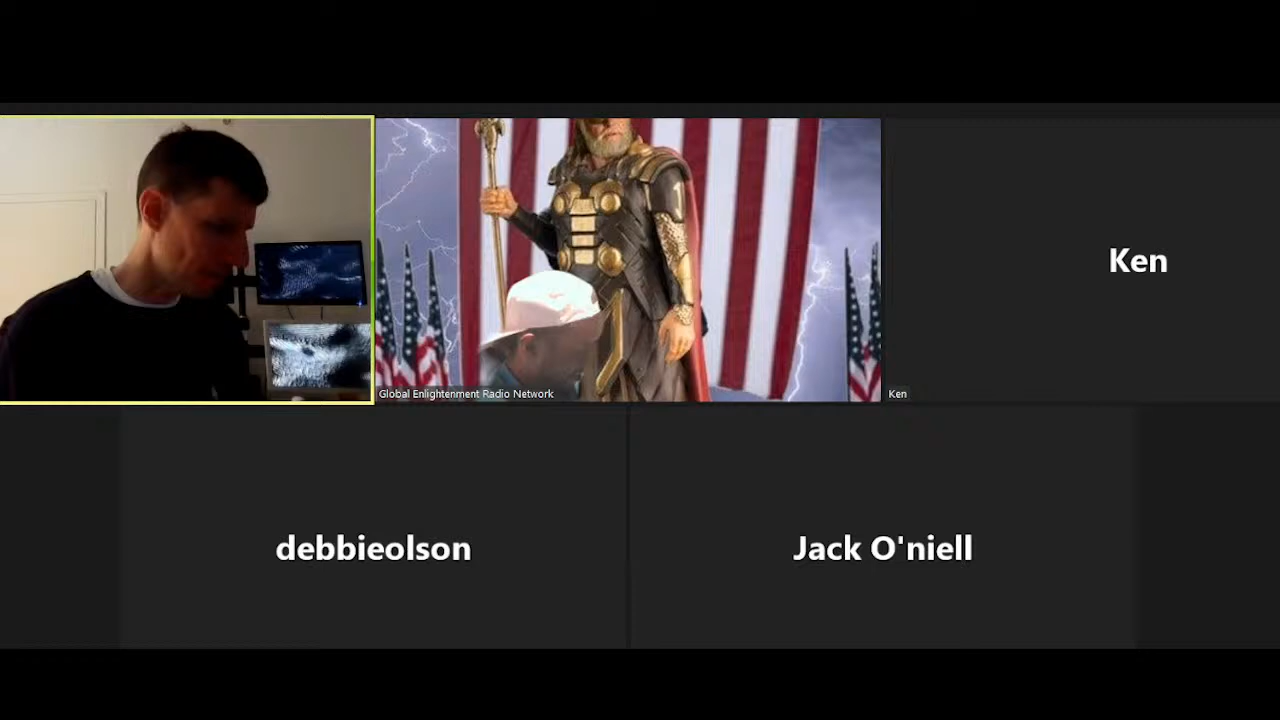 Ken
Global Enlightenment Radio Network
Ken
debbieolson
Jack O'niell